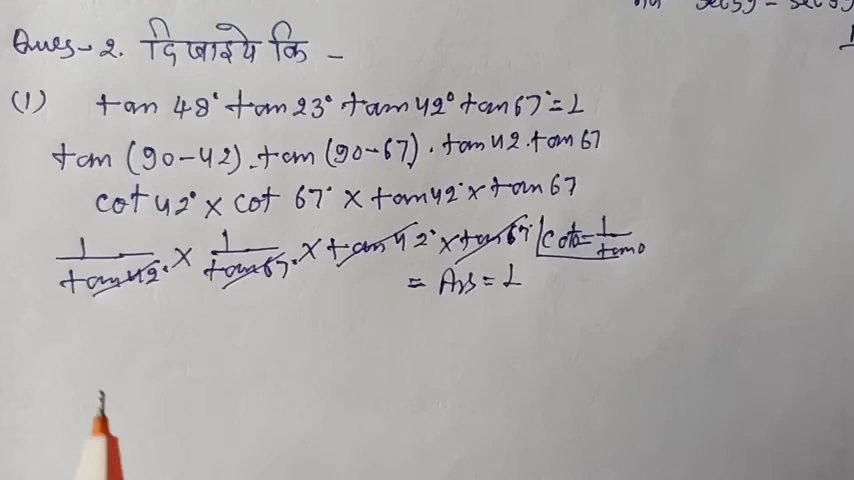 Ques-2. दिखाइये कि -
(1) tan 48° tan 23° tan 42° tan 67° = 1
tan (90-42). tan (90-67). tan 42. tan 67
cot 42° x cot 67° x tan 42° x tan 67
1/tan 42° x 1/tan 67° x tan 42° x tan 67° | cotθ = 1/tanθ
= Ans = 1